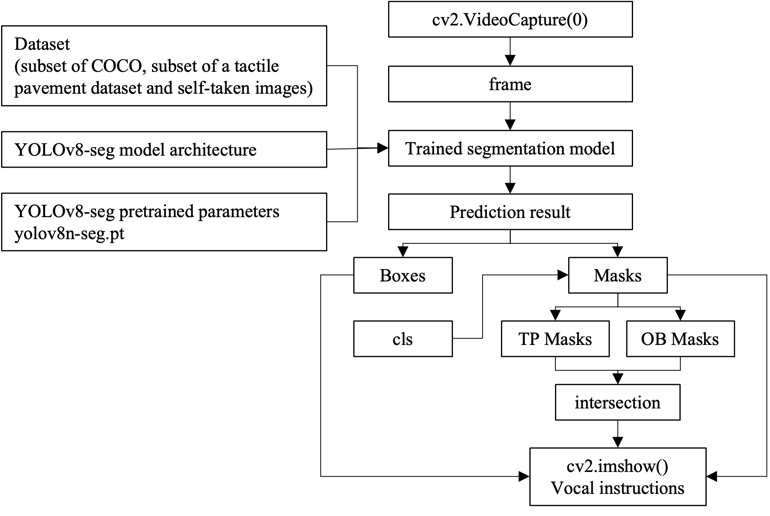 cv2.VideoCapture(0)
Dataset
(subset of COCO, subset of a tactile
pavement dataset and self-taken images)
frame
YOLOv8-seg model architecture
Trained segmentation model
YOLOv8-seg pretrained parameters
yolov8n-seg.pt
Prediction result
Boxes
Masks
cls
TP Masks
OB Masks
intersection
cv2.imshow()
Vocal instructions